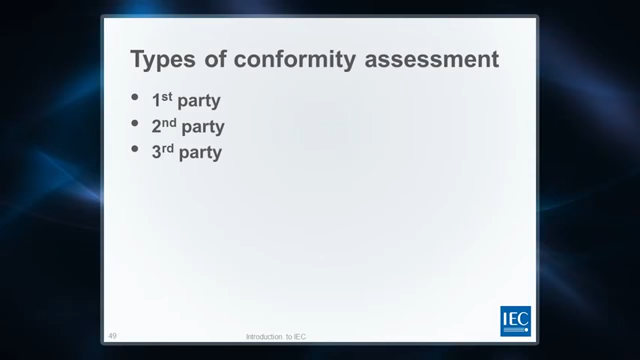 Types of conformity assessment
• 1st party
• 2nd party
• 3rd party
49
Introduction to IEC
IEC